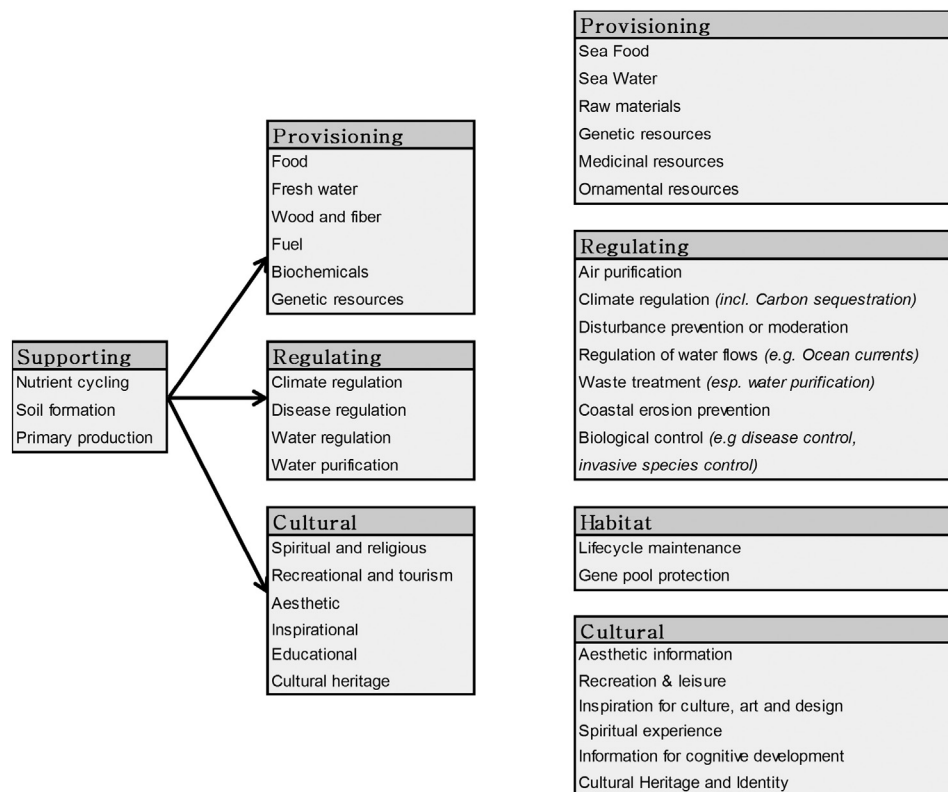 Supporting
Nutrient cycling
Soil formation
Primary production
Provisioning
Food
Fresh water
Wood and fiber
Fuel
Biochemicals
Genetic resources
Regulating
Climate regulation
Disease regulation
Water regulation
Water purification
Cultural
Spiritual and religious
Recreational and tourism
Aesthetic
Inspirational
Educational
Cultural heritage
Provisioning
Sea Food
Sea Water
Raw materials
Genetic resources
Medicinal resources
Ornamental resources
Regulating
Air purification
Climate regulation (incl. Carbon sequestration)
Disturbance prevention or moderation
Regulation of water flows (e.g. Ocean currents)
Waste treatment (esp. water purification)
Coastal erosion prevention
Biological control (e.g disease control,
invasive species control)
Habitat
Lifecycle maintenance
Gene pool protection
Cultural
Aesthetic information
Recreation & leisure
Inspiration for culture, art and design
Spiritual experience
Information for cognitive development
Cultural Heritage and Identity